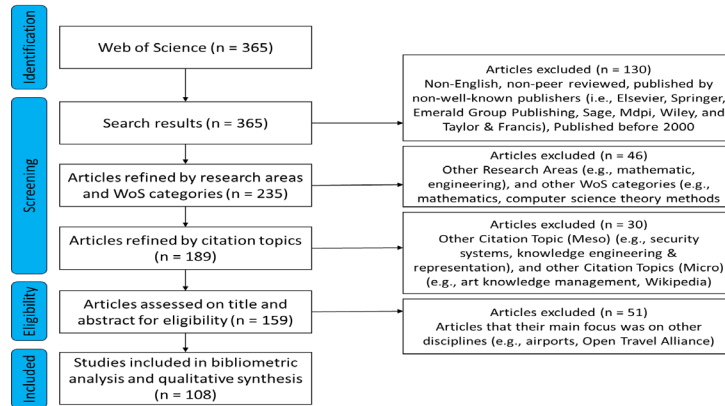 Identification
Web of Science (n = 365)
Articles excluded (n = 130)
Non-English, non-peer reviewed, published by
non-well-known publishers (i.e., Elsevier, Springer,
Emerald Group Publishing, Sage, Mdpi, Wiley, and
Taylor & Francis), Published before 2000
Screening
Search results (n = 365)
Articles refined by research areas
and WoS categories (n = 235)
Articles excluded (n = 46)
Other Research Areas (e.g., mathematic,
engineering), and other WoS categories (e.g.,
mathematics, computer science theory methods
Articles refined by citation topics
(n = 189)
Articles excluded (n = 30)
Other Citation Topic (Meso) (e.g., security
systems, knowledge engineering &
representation), and other Citation Topics (Micro)
(e.g., art knowledge management, Wikipedia)
Eligibility
Articles assessed on title and
abstract for eligibility (n = 159)
Articles excluded (n = 51)
Articles that their main focus was on other
disciplines (e.g., airports, Open Travel Alliance)
Included
Studies included in bibliometric
analysis and qualitative synthesis
(n = 108)